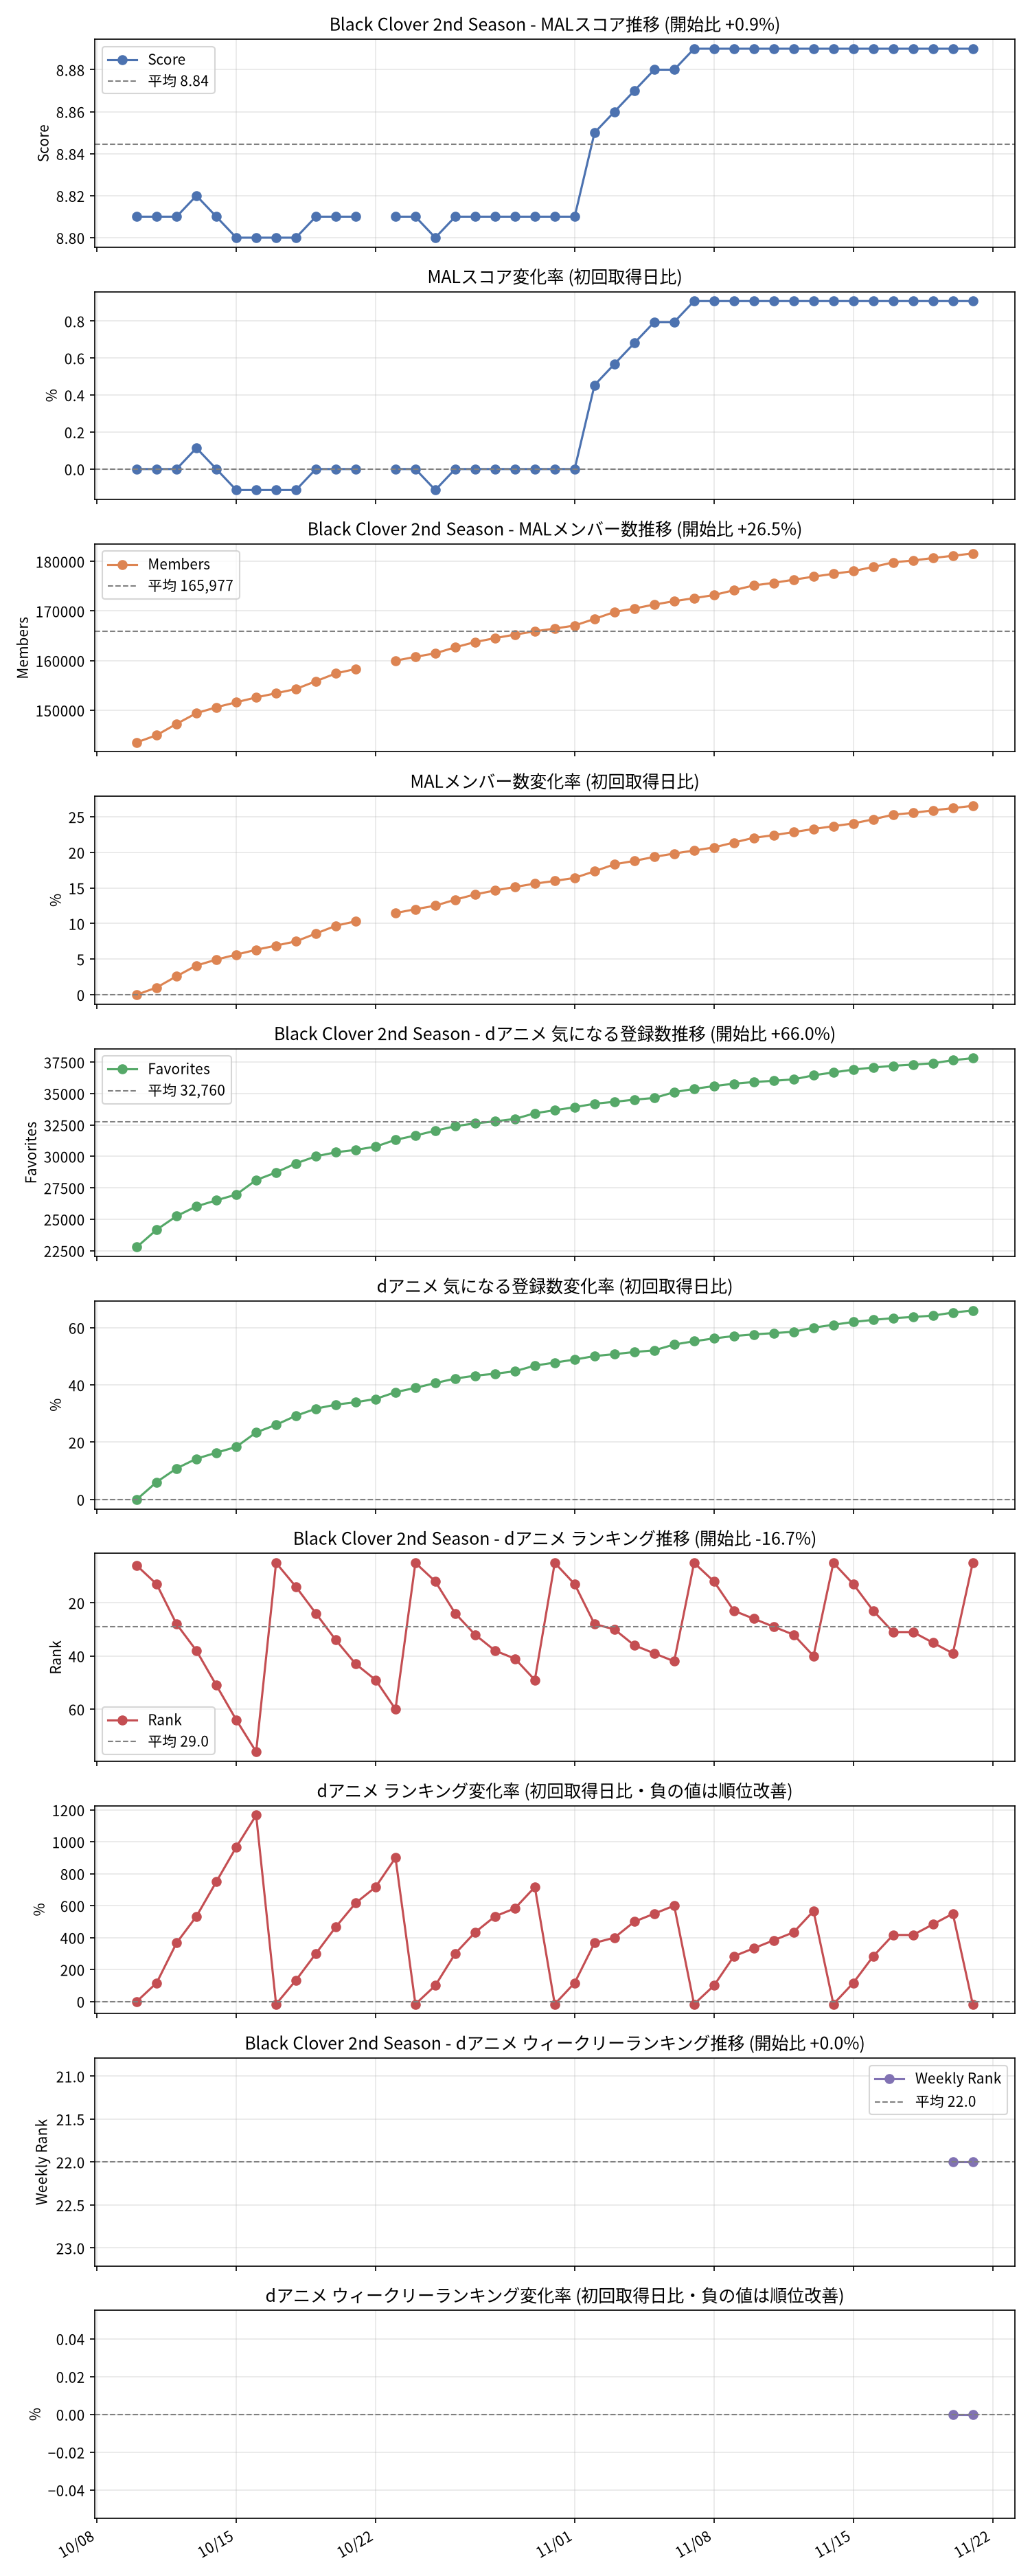 Black Clover 2nd Season - MALスコア推移 (開始比 +0.9%)
Score
平均 8.84
8.88
8.86
8.84
8.82
8.80
Score
MALスコア変化率 (初回取得日比)
0.8
0.6
0.4
0.2
0.0
%
Black Clover 2nd Season - MALメンバー数推移 (開始比 +26.5%)
Members
平均 165,977
180000
170000
160000
150000
Members
MALメンバー数変化率 (初回取得日比)
25
20
15
10
5
0
%
Black Clover 2nd Season - dアニメ 気になる登録数推移 (開始比 +66.0%)
Favorites
平均 32,760
37500
35000
32500
30000
27500
25000
22500
Favorites
dアニメ 気になる登録数変化率 (初回取得日比)
60
40
20
0
%
Black Clover 2nd Season - dアニメ ランキング推移 (開始比 -16.7%)
20
40
60
Rank
Rank
平均 29.0
dアニメ ランキング変化率 (初回取得日比・負の値は順位改善)
1200
1000
800
600
400
200
0
%
Black Clover 2nd Season - dアニメ ウィークリーランキング推移 (開始比 +0.0%)
Weekly Rank
平均 22.0
21.0
21.5
22.0
22.5
23.0
Weekly Rank
dアニメ ウィークリーランキング変化率 (初回取得日比・負の値は順位改善)
0.04
0.02
0.00
−0.02
−0.04
%
10/08
10/15
10/22
11/01
11/08
11/15
11/22